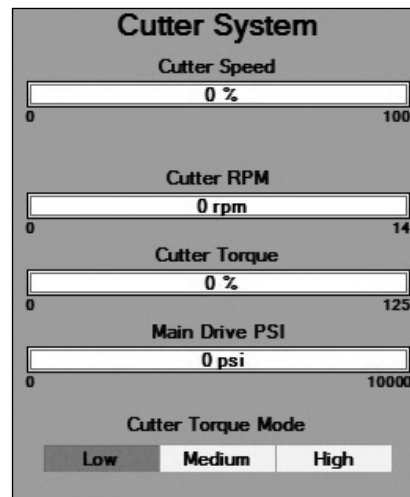 Cutter System
Cutter Speed
0 %
0 100
Cutter RPM
0 rpm
0 14
Cutter Torque
0 %
0 125
Main Drive PSI
0 psi
0 10000
Cutter Torque Mode
Low Medium High